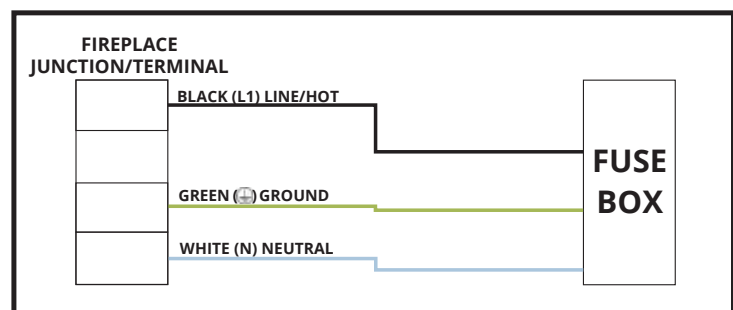 FIREPLACE
JUNCTION/TERMINAL
BLACK (L1) LINE/HOT
GREEN (⏚) GROUND
WHITE (N) NEUTRAL
FUSE
BOX